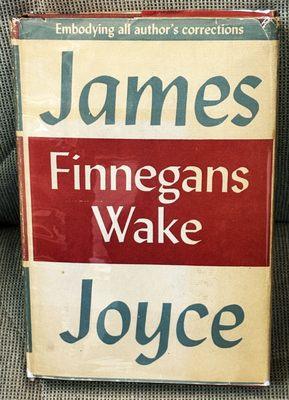 Embodying all author's corrections
James
Finnegans
Wake
Joyce